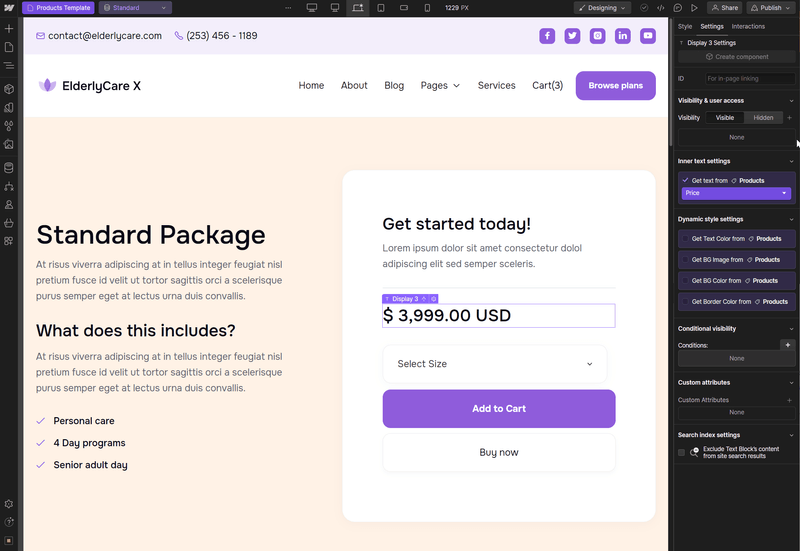 Products Template
Standard
1229 PX
Designing
Share
Publish
contact@elderlycare.com
(253) 456 - 1189
ElderlyCare X
Home
About
Blog
Pages
Services
Cart(3)
Browse plans
Standard Package
At risus viverra adipiscing at in tellus integer feugiat nisl
pretium fusce id velit ut tortor sagittis orci a scelerisque
purus semper eget at lectus urna duis convallis.
What does this includes?
At risus viverra adipiscing at in tellus integer feugiat nisl
pretium fusce id velit ut tortor sagittis orci a scelerisque
purus semper eget at lectus urna duis convallis.
Personal care
4 Day programs
Senior adult day
Get started today!
Lorem ipsum dolor sit amet consectetur dolol
adipiscing elit sed semper sceleris.
Display 3
$ 3,999.00 USD
Select Size
Add to Cart
Buy now
Style
Settings
Interactions
Display 3 Settings
Create component
ID
For in-page linking
Visibility & user access
Visibility
Visible
Hidden
None
Inner text settings
Get text from Products
Price
Dynamic style settings
Get Text Color from Products
Get BG Image from Products
Get BG Color from Products
Get Border Color from Products
Conditional visibility
Conditions:
None
Custom attributes
Custom Attributes
None
Search index settings
Exclude Text Block's content
from site search results